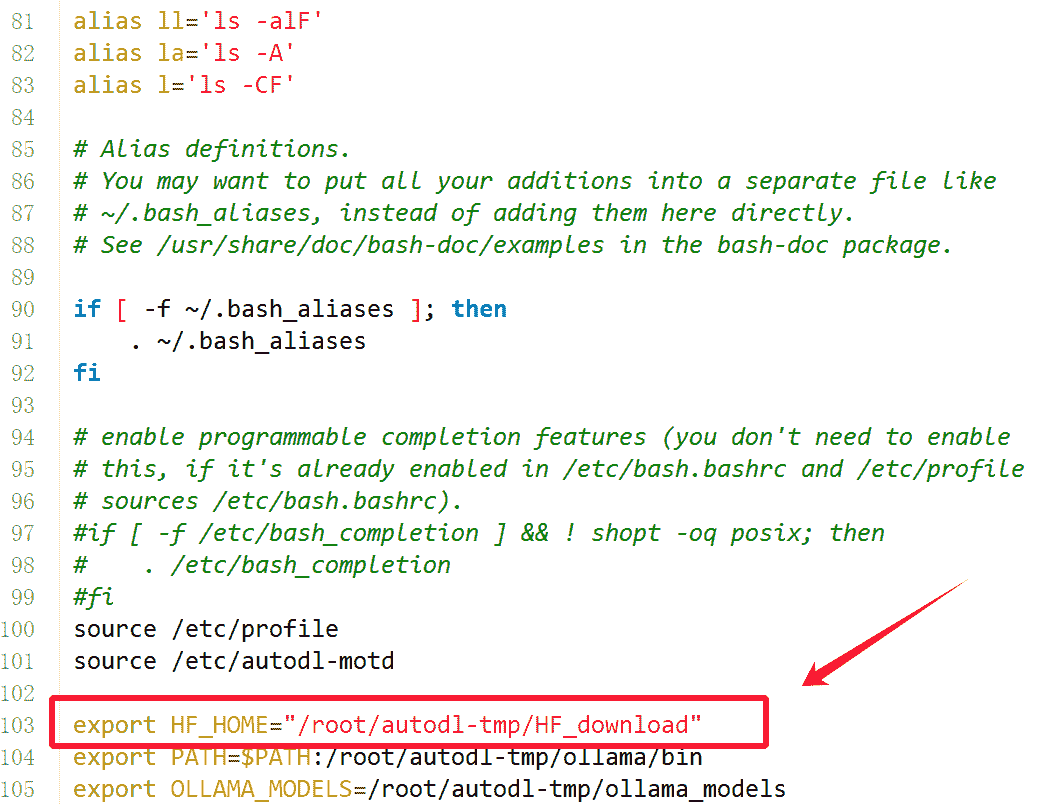 81 alias ll='ls -alF'
82 alias la='ls -A'
83 alias l='ls -CF'
84
85 # Alias definitions.
86 # You may want to put all your additions into a separate file like
87 # ~/.bash_aliases, instead of adding them here directly.
88 # See /usr/share/doc/bash-doc/examples in the bash-doc package.
89
90 if [ -f ~/.bash_aliases ]; then
91     . ~/.bash_aliases
92 fi
93
94 # enable programmable completion features (you don't need to enable
95 # this, if it's already enabled in /etc/bash.bashrc and /etc/profile
96 # sources /etc/bash.bashrc).
97 #if [ -f /etc/bash_completion ] && ! shopt -oq posix; then
98 #    . /etc/bash_completion
99 #fi
100 source /etc/profile
101 source /etc/autodl-motd
102
103 export HF_HOME="/root/autodl-tmp/HF_download"
104 export PATH=$PATH:/root/autodl-tmp/ollama/bin
105 export OLLAMA_MODELS=/root/autodl-tmp/ollama_models